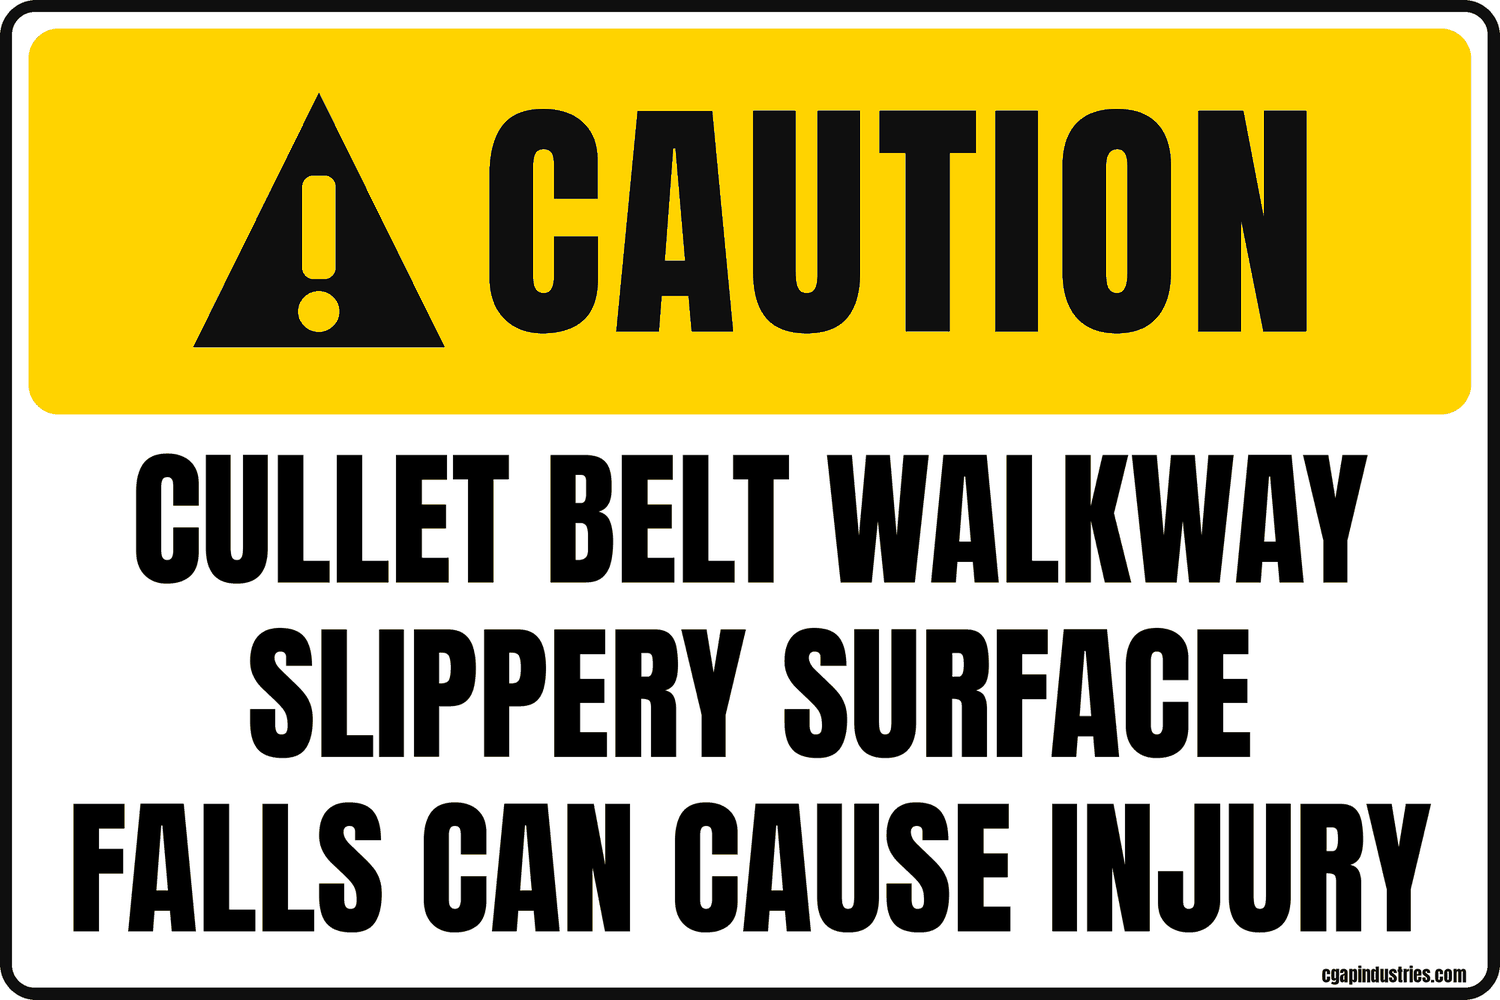 CAUTION
CULLET BELT WALKWAY
SLIPPERY SURFACE
FALLS CAN CAUSE INJURY
cgapindustries.com